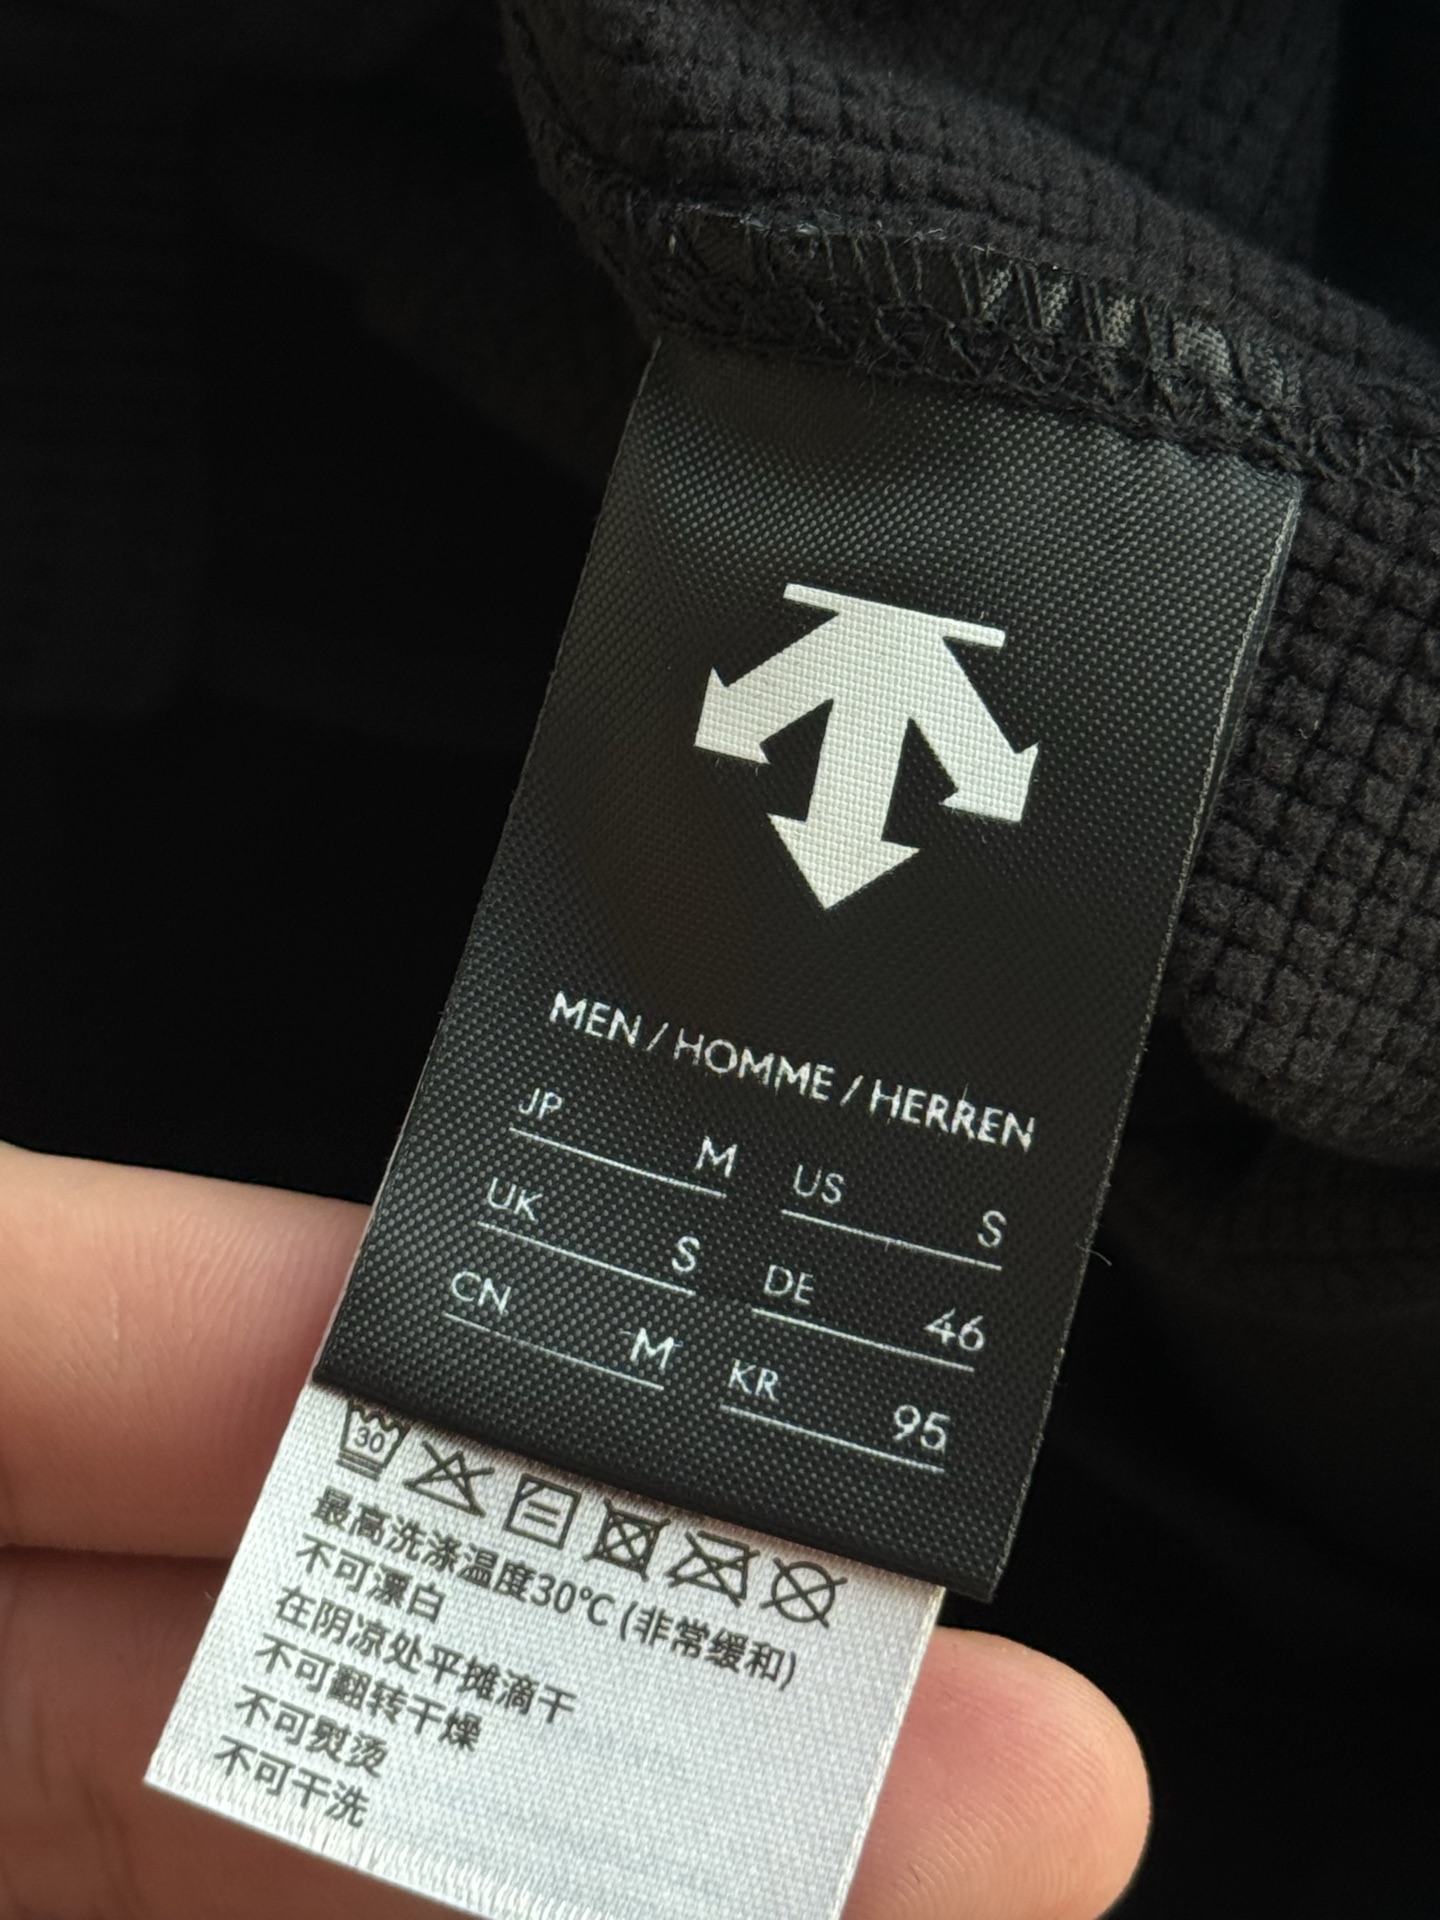 MEN / HOMME / HERREN
JP M US S
UK S DE 46
CN M KR 95
30
最高洗涤温度30℃ (非常缓和)
不可漂白
在阴凉处平摊滴干
不可翻转干燥
不可熨烫
不可干洗